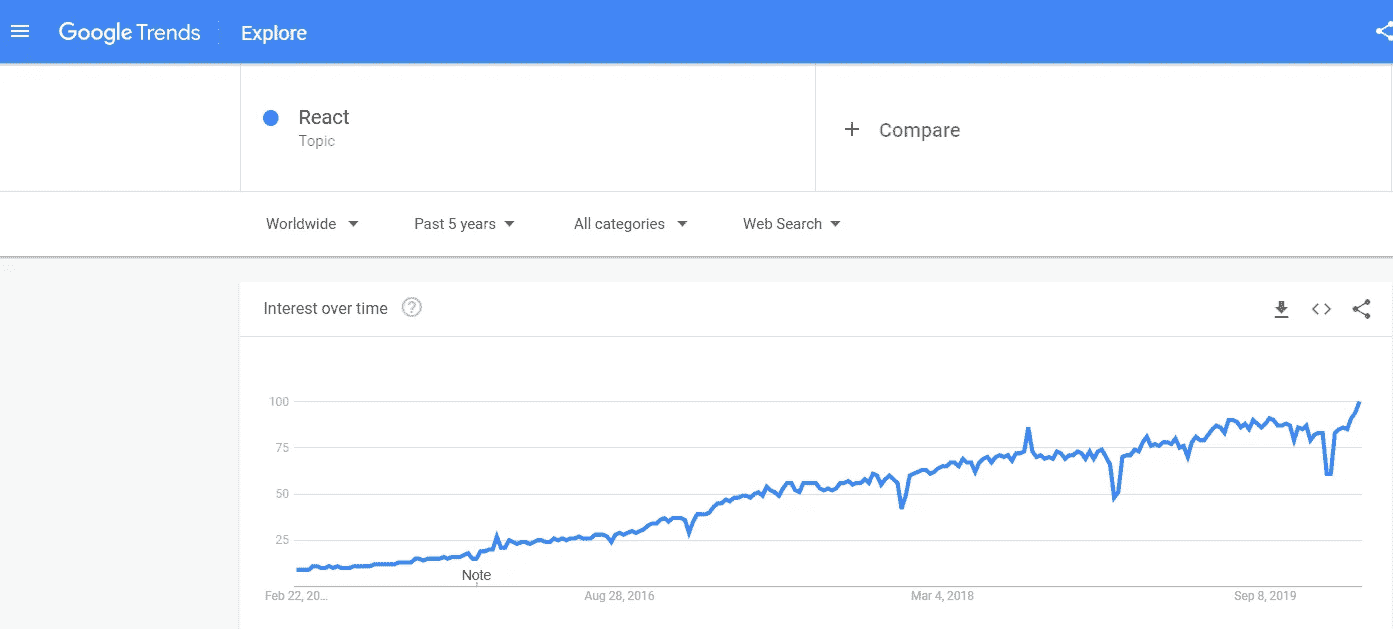 Google Trends Explore
React
Topic
+ Compare
Worldwide Past 5 years All categories Web Search
Interest over time ?
100
75
50
25
Note
Feb 22, 20... Aug 28, 2016 Mar 4, 2018 Sep 8, 2019